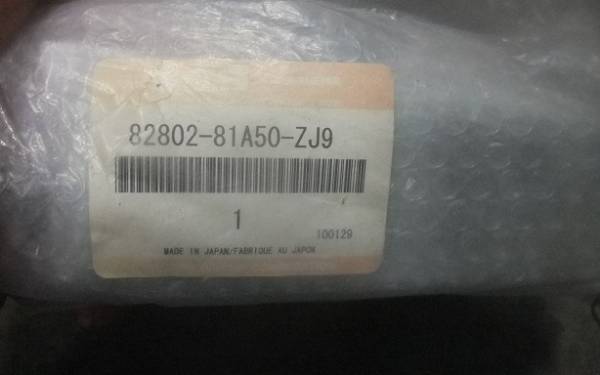 82802-81A50-ZJ9
1
100129
MADE IN JAPAN/FABRIQUE AU JAPON